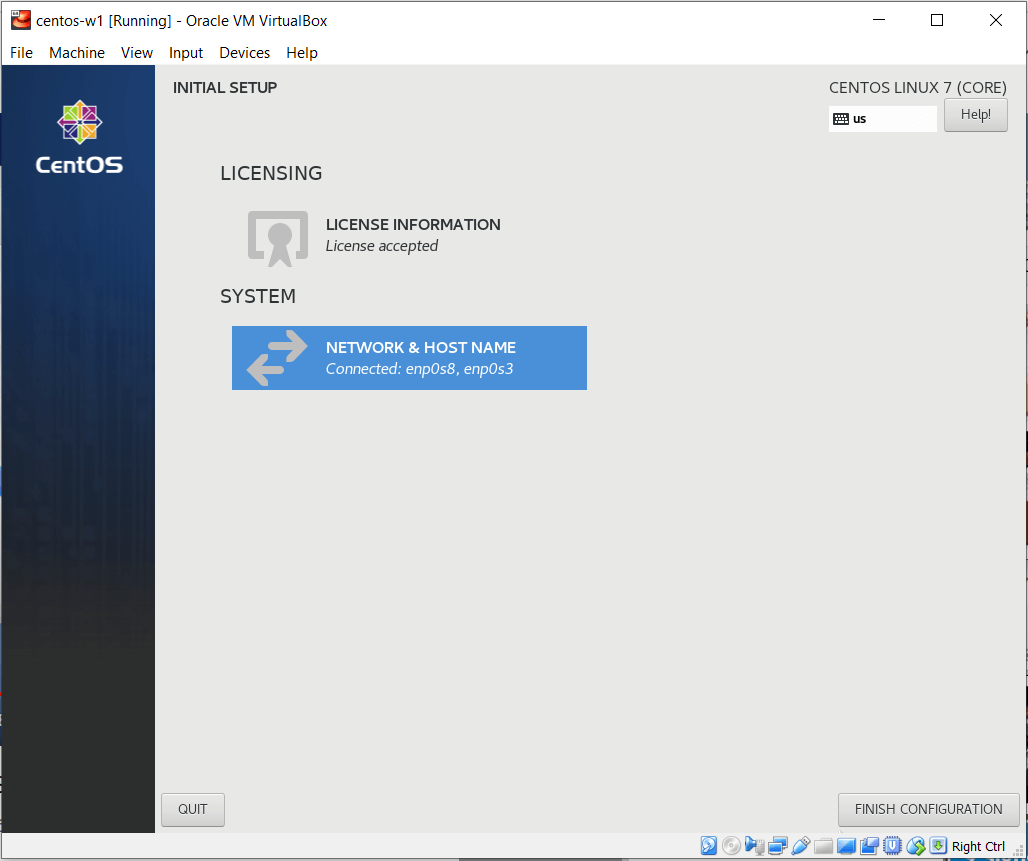 centos-w1 [Running] - Oracle VM VirtualBox
File Machine View Input Devices Help
CentOS
INITIAL SETUP
CENTOS LINUX 7 (CORE)
us
Help!
LICENSING
LICENSE INFORMATION
License accepted
SYSTEM
NETWORK & HOST NAME
Connected: enp0s8, enp0s3
QUIT
FINISH CONFIGURATION
Right Ctrl